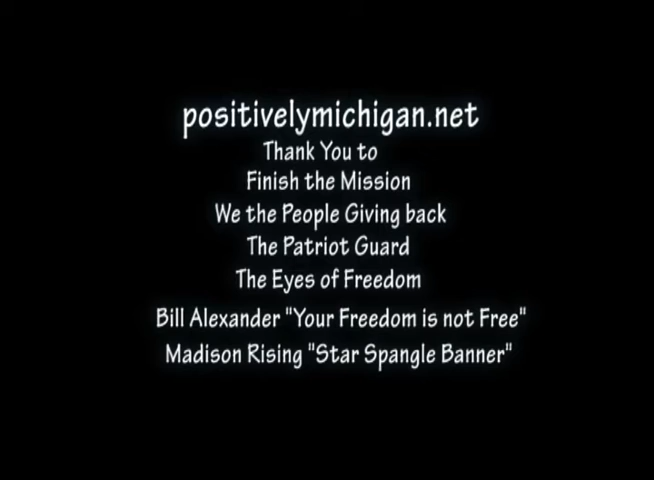 positivelymichigan.net
Thank You to
Finish the Mission
We the People Giving back
The Patriot Guard
The Eyes of Freedom
Bill Alexander "Your Freedom is not Free"
Madison Rising "Star Spangle Banner"